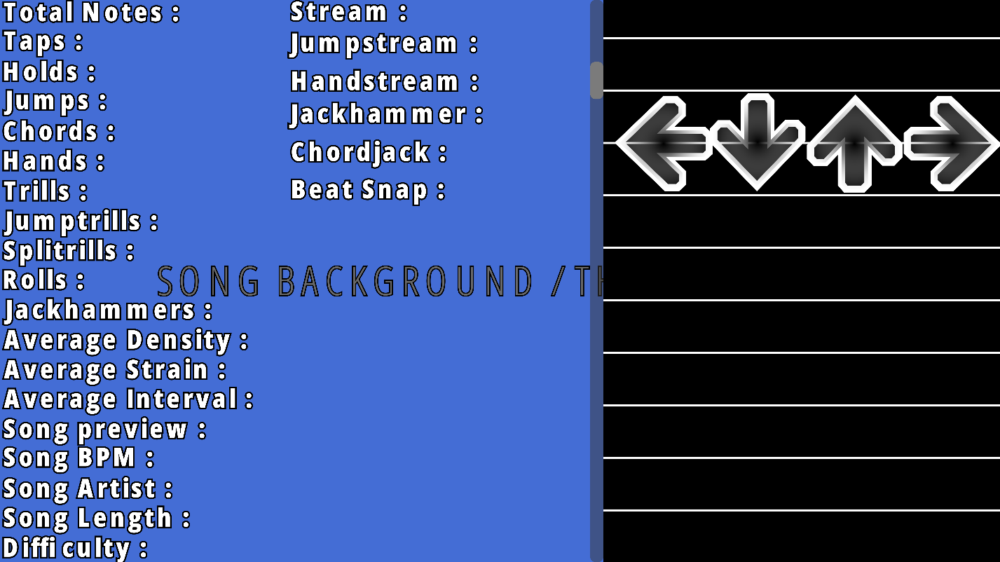 Total Notes :
Taps :
Holds :
Jumps :
Chords :
Hands :
Trills :
Jumptrills :
Splitrills :
Rolls :
Jackhammers :
Average Density :
Average Strain :
Average Interval :
Song preview :
Song BPM :
Song Artist :
Song Length :
Difficulty :
Stream :
Jumpstream :
Handstream :
Jackhammer :
Chordjack :
Beat Snap :
SONG BACKGROUND / TH